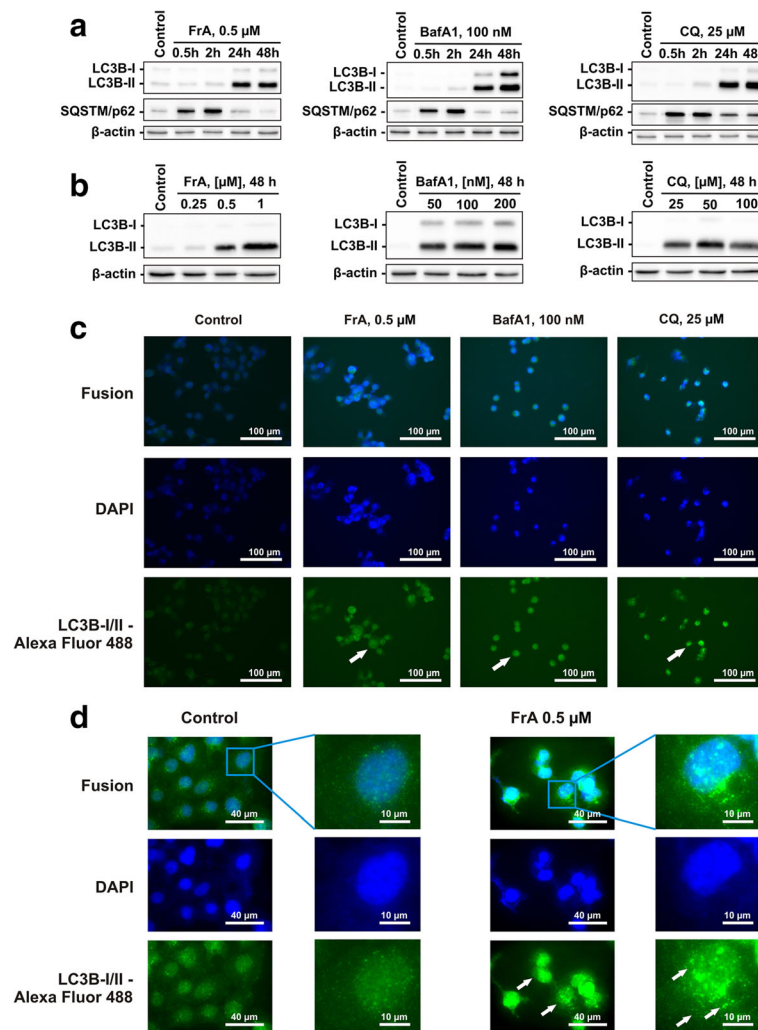 a
FrA, 0.5 µM
Control
0.5h 2h 24h 48h
LC3B-I -
LC3B-II -
SQSTM/p62 -
β-actin -
BafA1, 100 nM
Control
0.5h 2h 24h 48h
LC3B-I -
LC3B-II -
SQSTM/p62 -
β-actin -
CQ, 25 µM
Control
0.5h 2h 24h 48h
LC3B-I -
LC3B-II -
SQSTM/p62 -
β-actin -
b
FrA, [µM], 48 h
Control
0.25 0.5 1
LC3B-I -
LC3B-II -
β-actin -
BafA1, [nM], 48 h
Control
50 100 200
LC3B-I -
LC3B-II -
β-actin -
CQ, [µM], 48 h
Control
25 50 100
LC3B-I -
LC3B-II -
β-actin -
c
Control FrA, 0.5 µM BafA1, 100 nM CQ, 25 µM
Fusion
100 µm 100 µm 100 µm 100 µm
DAPI
100 µm 100 µm 100 µm 100 µm
LC3B-I/II -
Alexa Fluor 488
100 µm 100 µm 100 µm 100 µm
d
Control FrA 0.5 µM
Fusion
40 µm 10 µm 40 µm 10 µm
DAPI
40 µm 10 µm 40 µm 10 µm
LC3B-I/II -
Alexa Fluor 488
40 µm 10 µm 40 µm 10 µm